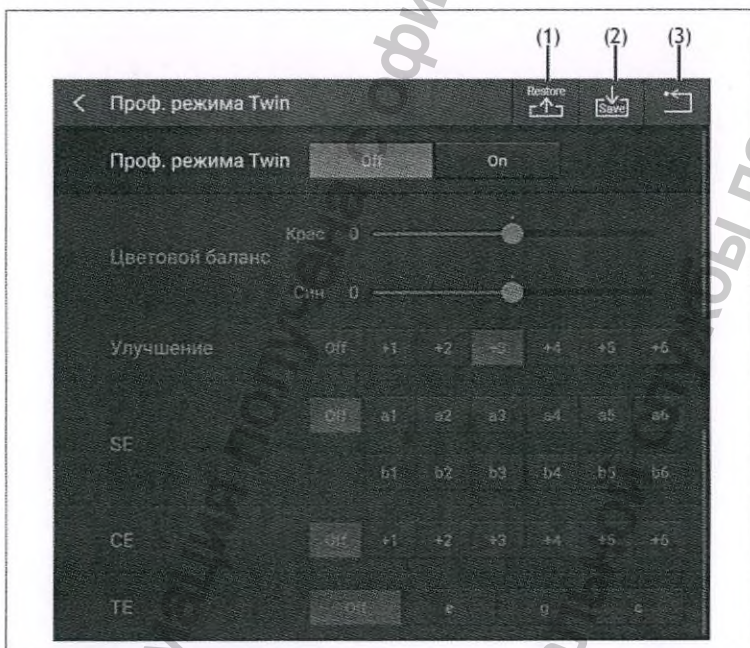 (1) (2) (3)
< Проф. режима Twin Restore Save
Проф. режима Twin Off On
Цветовой баланс
Крас 0
Син 0
Улучшение Off +1 +2 +3 +4 +5 +6
SE
Off a1 a2 a3 a4 a5 a6
b1 b2 b3 b4 b5 b6
CE Off +1 +2 +3 +4 +5 +6
TE Off e g c